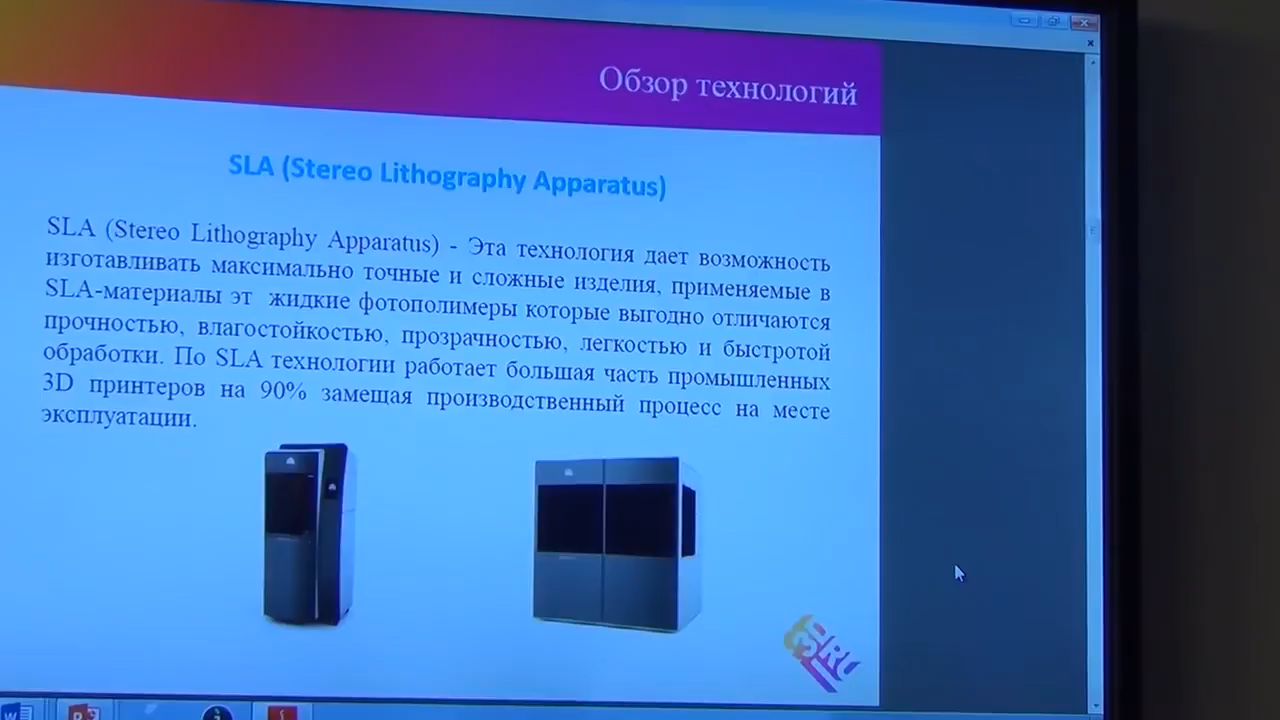 Обзор технологий
SLA (Stereo Lithography Apparatus)
SLA (Stereo Lithography Apparatus) - Эта технология дает возможность
изготавливать максимально точные и сложные изделия, применяемые в
SLA-материалы эт жидкие фотополимеры которые выгодно отличаются
прочностью, влагостойкостью, прозрачностью, легкостью и быстротой
обработки. По SLA технологии работает большая часть промышленных
3D принтеров на 90% замещая производственный процесс на месте
эксплуатации.